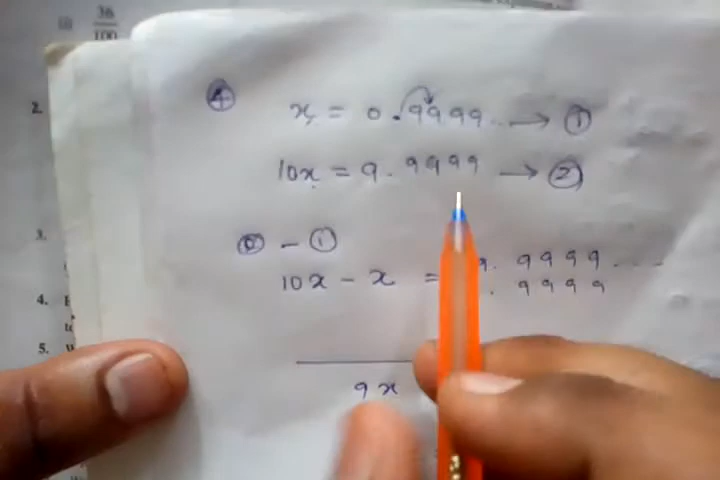 ii) 36/100
2.
④ x = 0.9999.. → ①
10x = 9.9999 → ②
3.
② - ①
10x - x = 9.9999....
.9999
4.
5.
9x